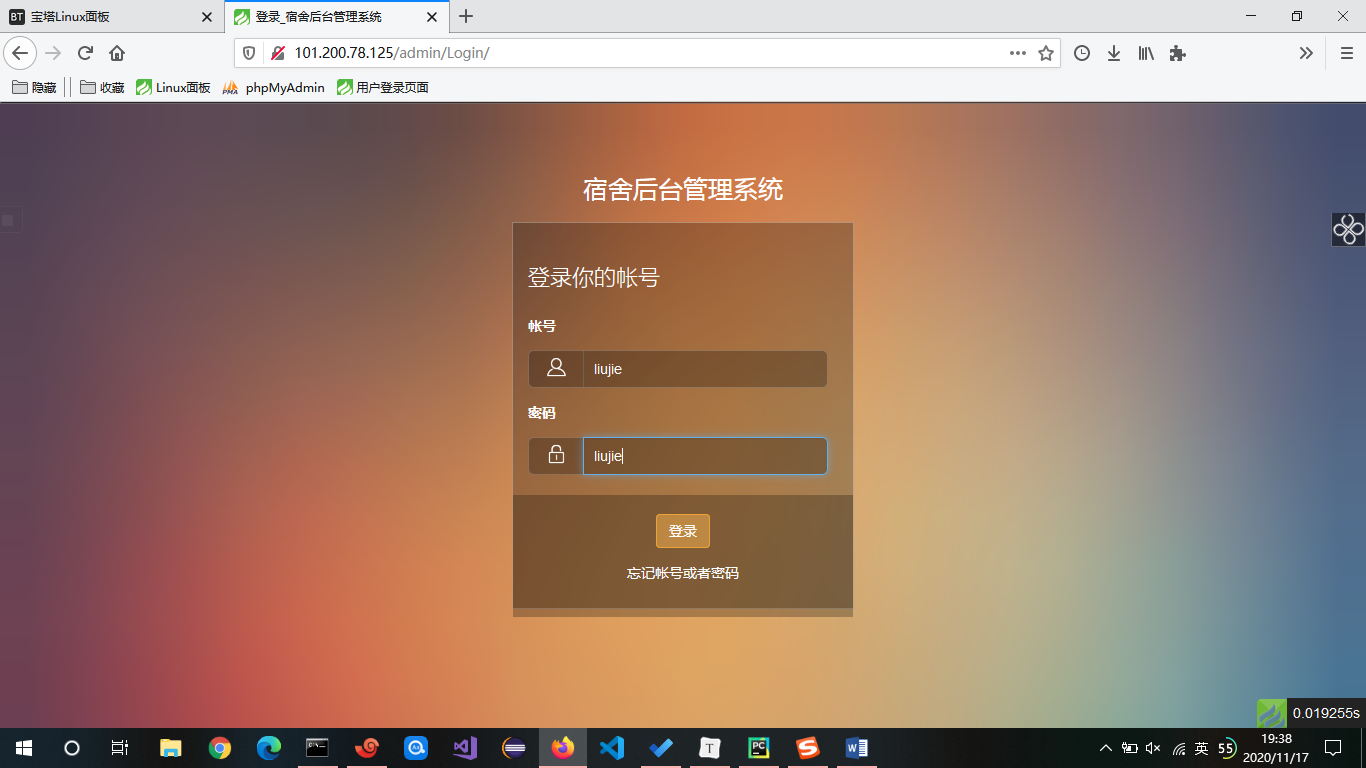 BT 宝塔Linux面板
登录_宿舍后台管理系统
101.200.78.125/admin/Login/
隐藏
收藏
Linux面板
PMA
phpMyAdmin
用户登录页面
宿舍后台管理系统
登录你的帐号
帐号
liujie
密码
liujie
登录
忘记帐号或者密码
0.019255s
T
PC
S
W
英
55
19:38
2020/11/17